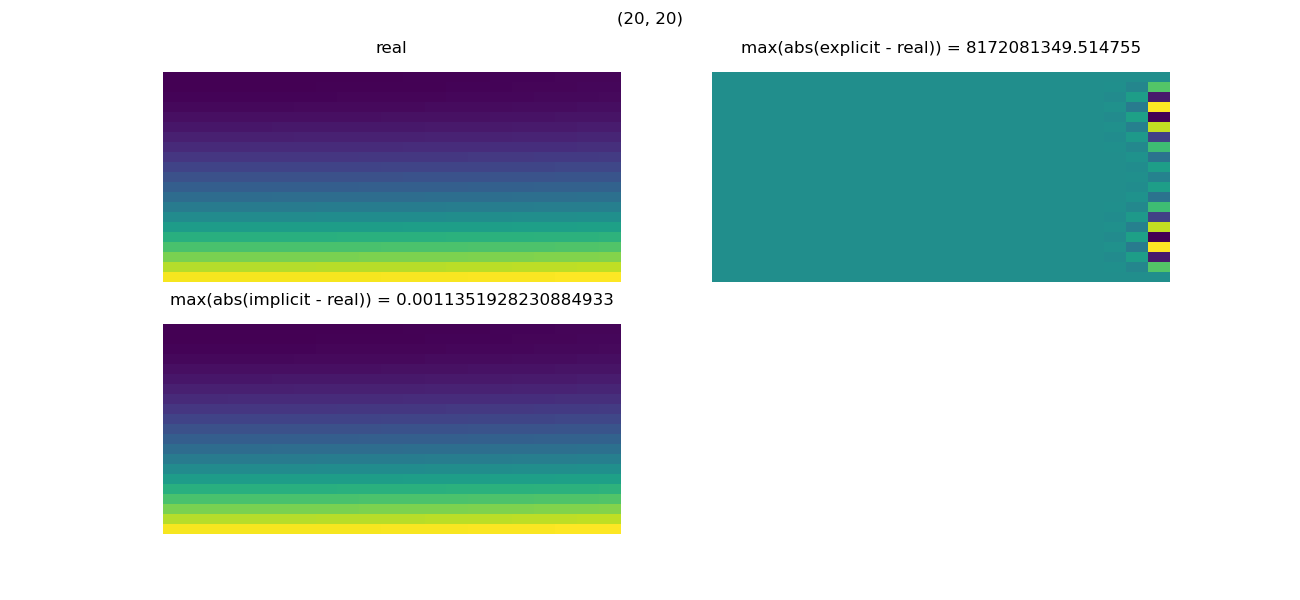 (20, 20)
real
max(abs(explicit - real)) = 8172081349.514755
max(abs(implicit - real)) = 0.0011351928230884933